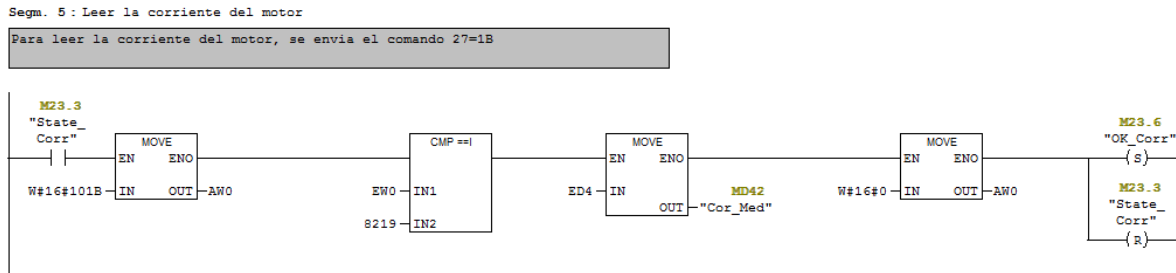 Segm. 5 : Leer la corriente del motor
Para leer la corriente del motor, se envia el comando 27=1B
M23.3
"State_
Corr"
MOVE
EN ENO
W#16#101B IN OUT AW0
CMP ==I
EW0 IN1
8219 IN2
MOVE
EN ENO
ED4 IN
MD42
OUT "Cor_Med"
MOVE
EN ENO
W#16#0 IN OUT AW0
M23.6
"OK_Corr"
(S)
M23.3
"State_
Corr"
(R)